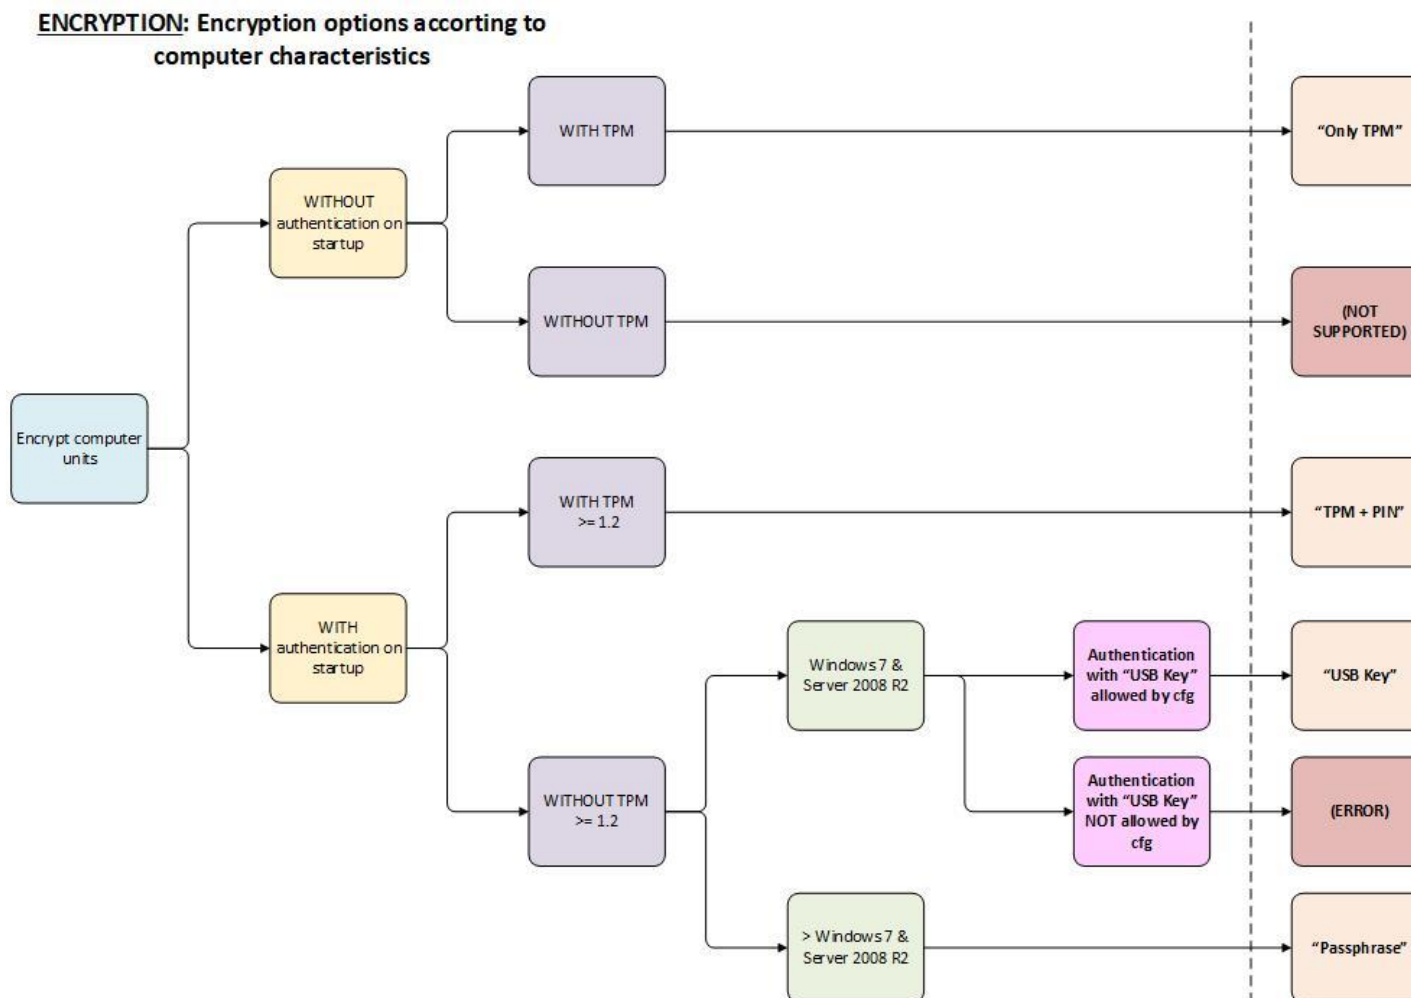 ENCRYPTION: Encryption options accorting to
computer characteristics
WITH TPM
“Only TPM”
WITHOUT
authentication on
startup
WITHOUT TPM
(NOT
SUPPORTED)
Encrypt computer
units
WITH TPM
>= 1.2
“TPM + PIN”
WITH
authentication on
startup
Windows 7 &
Server 2008 R2
Authentication
with “USB Key”
allowed by cfg
“USB Key”
WITHOUT TPM
>= 1.2
Authentication
with “USB Key”
NOT allowed by
cfg
(ERROR)
> Windows 7 &
Server 2008 R2
“Passphrase”